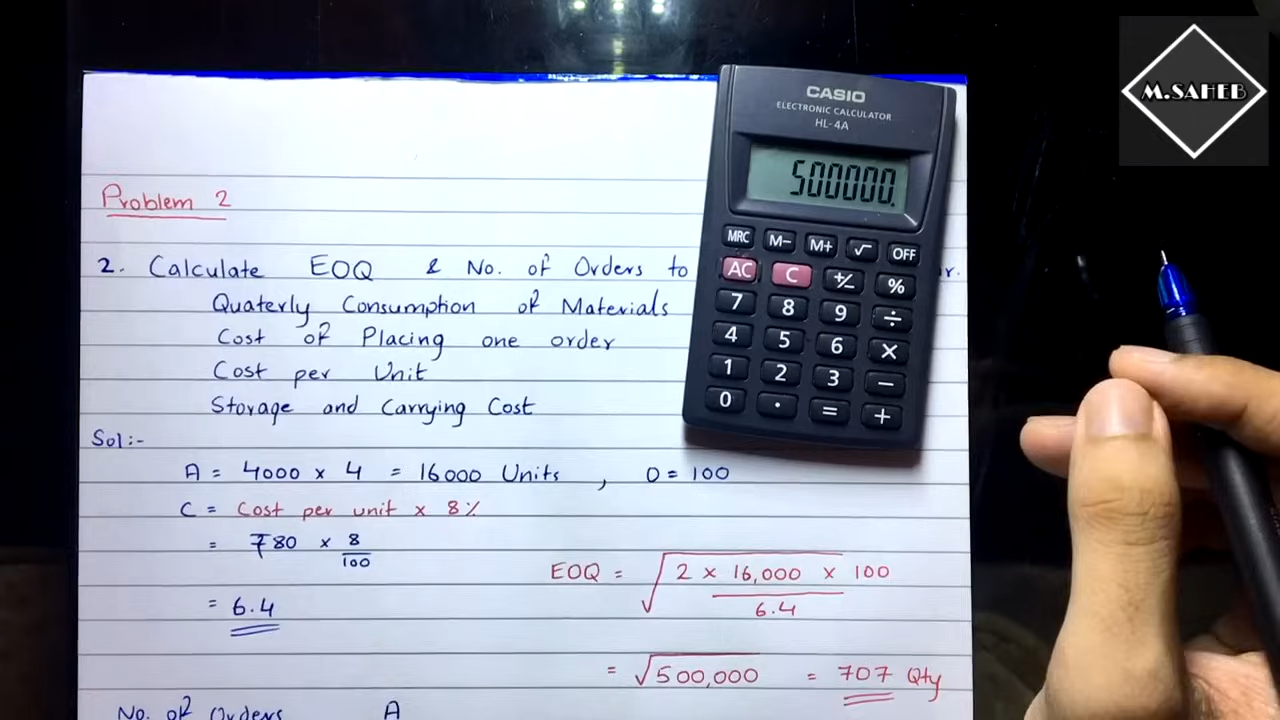 M.SAHEB
CASIO
ELECTRONIC CALCULATOR
HL-4A
500000.
MRC M- M+ √ OFF
AC C +/- %
7 8 9 ÷
4 5 6 ×
1 2 3 −
0 · = +
Problem 2
2. Calculate EOQ & No. of Orders to r.
Quaterly Consumption of Materials
Cost of Placing one order
Cost per Unit
Storage and Carrying Cost
Sol:-
A = 4000 × 4 = 16000 Units , O = 100
C = Cost per unit × 8%
= ₹80 × 8/100
= 6.4
EOQ = √ 2 × 16,000 × 100 / 6.4
= √500,000 = 707 Qty
No. of Orders A